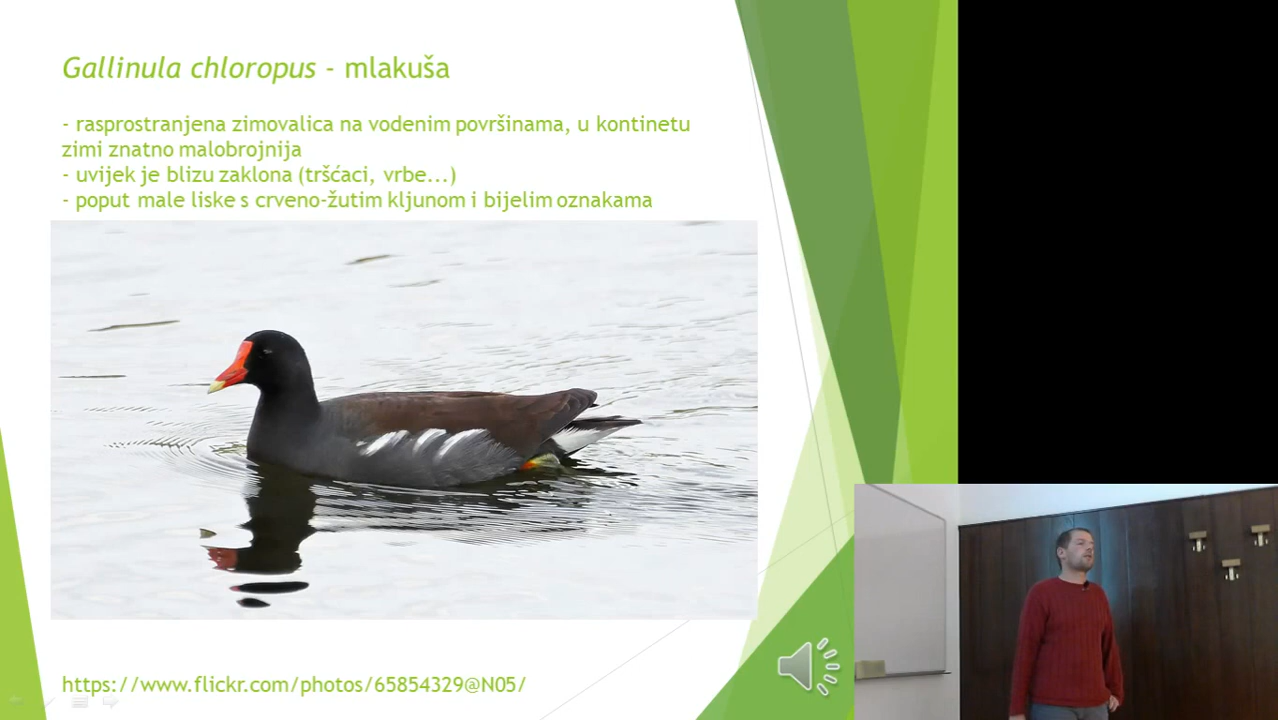 Gallinula chloropus - mlakuša
- rasprostranjena zimovalica na vodenim površinama, u kontinetu
zimi znatno malobrojnija
- uvijek je blizu zaklona (tršćaci, vrbe...)
- poput male liske s crveno-žutim kljunom i bijelim oznakama
https://www.flickr.com/photos/65854329@N05/